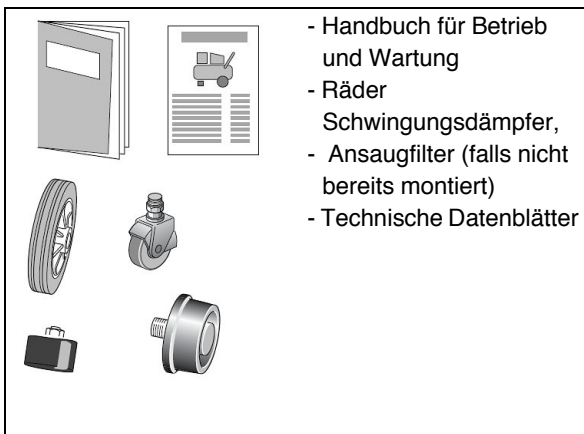 - Handbuch für Betrieb
und Wartung
- Räder
Schwingungsdämpfer,
- Ansaugfilter (falls nicht
bereits montiert)
- Technische Datenblätter